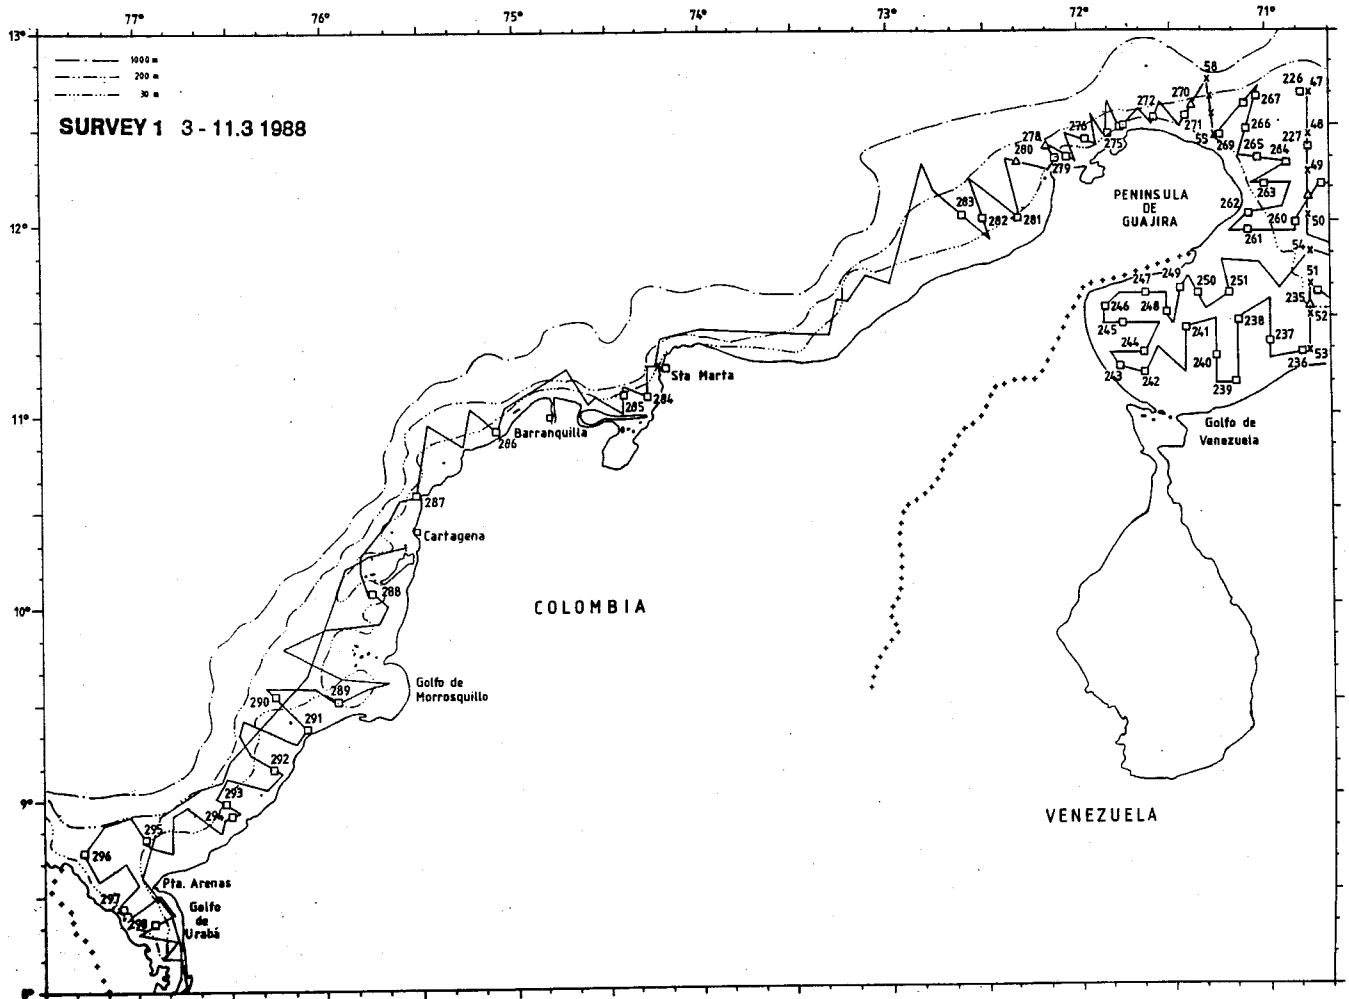 77° 76° 75° 74° 73° 72° 71°
13°
1000 m
200 m
30 m
SURVEY 1 3 - 11.3 1988
58
226 47
272 270 267
271
48
276 266
55 269 227
278 275 265 264
280 279 49
263
PENINSULA
DE
GUAJIRA
283 262
282 281 260 50
12°
261
54
249
247 250 251 51
246 248 235
245 241 238 52
244 237
240 236 53
243 242
239
Sta Marta
285 284
11°
Barranquilla
286
Golfo de
Venezuela
287
Cartagena
288
10°
COLOMBIA
Golfo de
Morrosquillo
289
290
291
292
9°
293
294
VENEZUELA
295
296
Pta. Arenas
297
298
Golfo
de
Urabá
8°